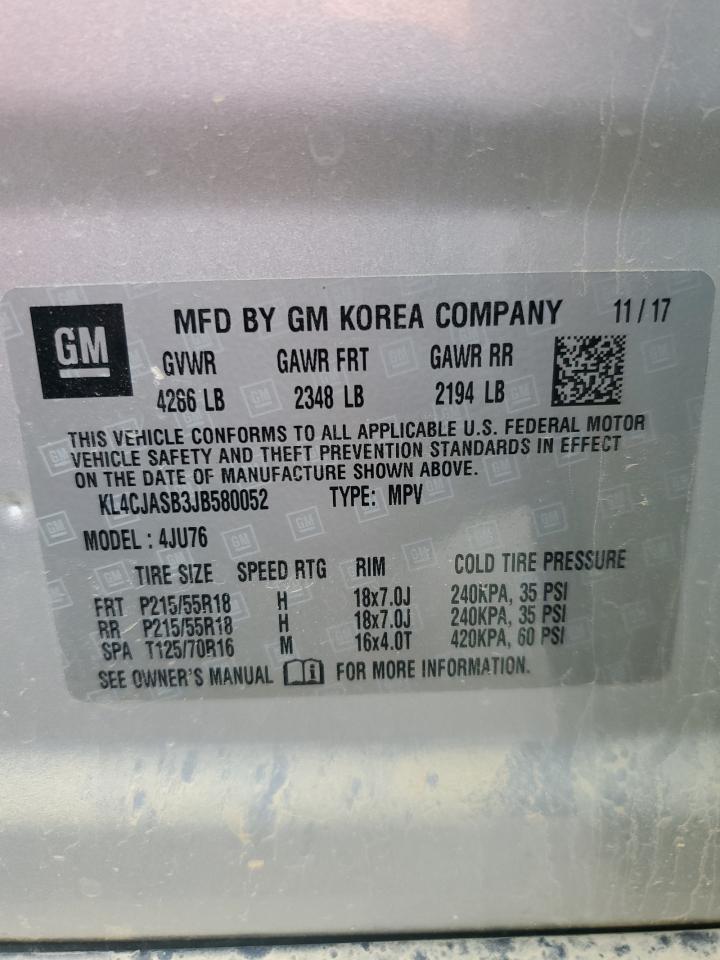 GM
MFD BY GM KOREA COMPANY 11/17
GVWR GAWR FRT GAWR RR
4266 LB 2348 LB 2194 LB
THIS VEHICLE CONFORMS TO ALL APPLICABLE U.S. FEDERAL MOTOR
VEHICLE SAFETY AND THEFT PREVENTION STANDARDS IN EFFECT
ON THE DATE OF MANUFACTURE SHOWN ABOVE.
KL4CJASB3JB580052 TYPE: MPV
MODEL : 4JU76
TIRE SIZE SPEED RTG RIM COLD TIRE PRESSURE
FRT P215/55R18 H 18x7.0J 240KPA, 35 PSI
RR P215/55R18 H 18x7.0J 240KPA, 35 PSI
SPA T125/70R16 M 16x4.0T 420KPA, 60 PSI
SEE OWNER'S MANUAL i FOR MORE INFORMATION.